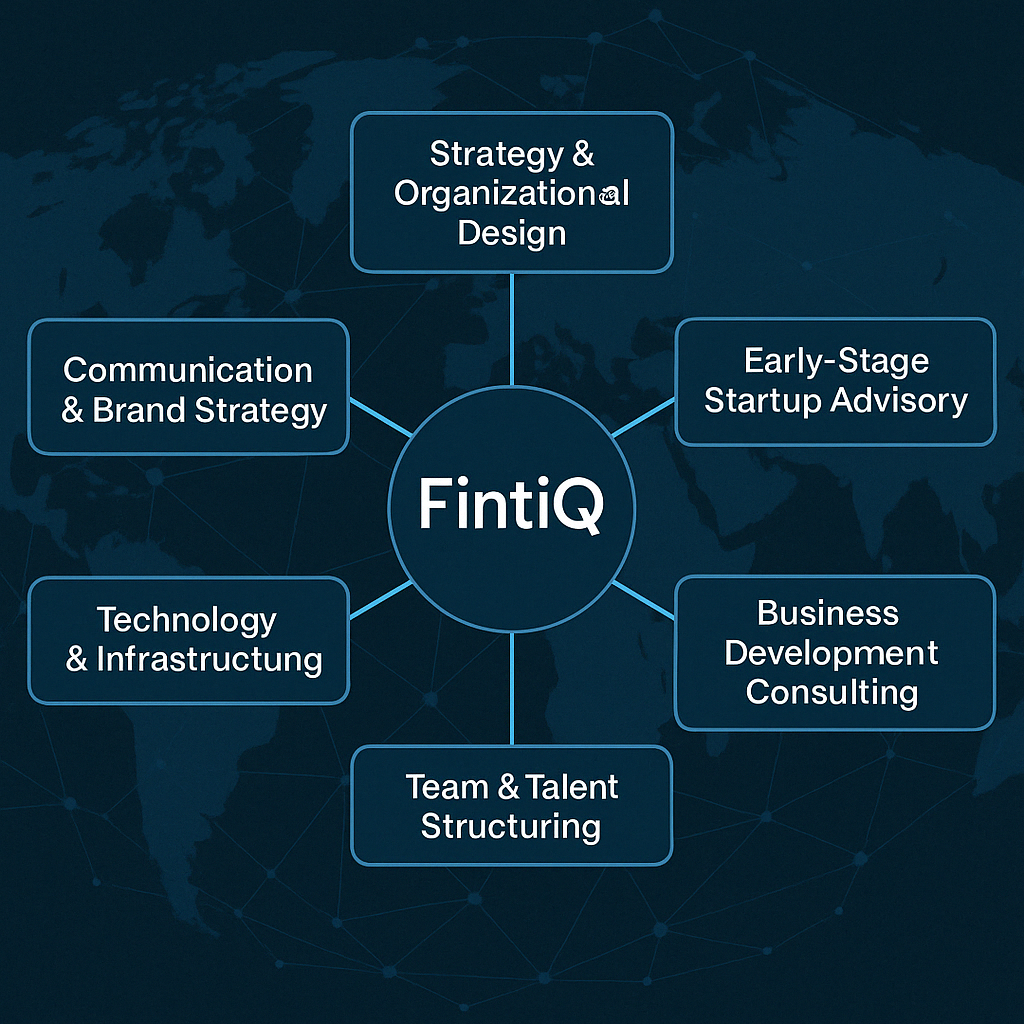 Strategy &
Organizational
Design
Communication
& Brand Strategy
Early-Stage
Startup Advisory
FintiQ
Technology
& Infrastructung
Business
Development
Consulting
Team & Talent
Structuring